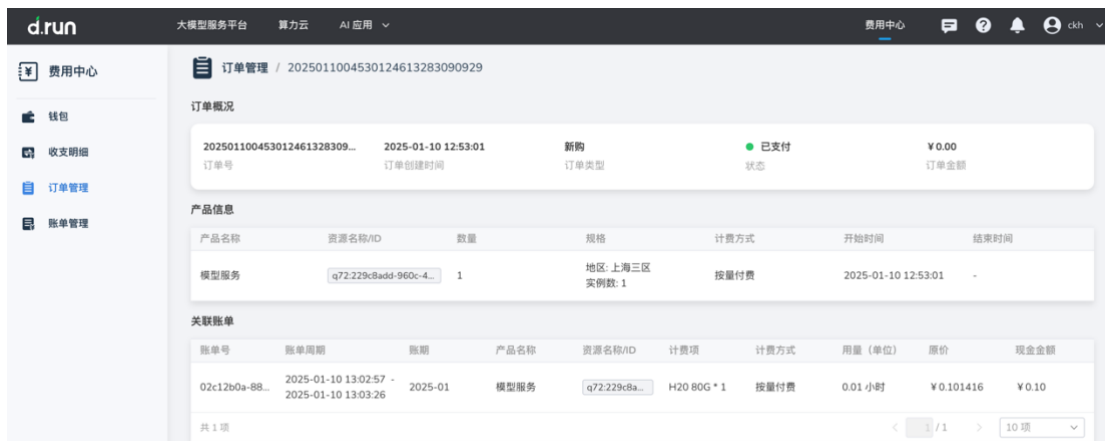 d.run 大模型服务平台 算力云 AI 应用 费用中心 ckh
费用中心
钱包
收支明细
订单管理
账单管理
订单管理 / 2025011004530124613283090929
订单概况
202501100453012461328309... 2025-01-10 12:53:01 新购 已支付 ¥0.00
订单号 订单创建时间 订单类型 状态 订单金额
产品信息
产品名称 资源名称/ID 数量 规格 计费方式 开始时间 结束时间
模型服务 q72:229c8add-960c-4... 1 地区: 上海三区 按量付费 2025-01-10 12:53:01 -
实例数: 1
关联账单
账单号 账单周期 账期 产品名称 资源名称/ID 计费项 计费方式 用量（单位） 原价 现金金额
02c12b0a-88... 2025-01-10 13:02:57 - 2025-01 模型服务 q72:229c8a... H20 80G * 1 按量付费 0.01 小时 ¥0.101416 ¥0.10
2025-01-10 13:03:26
共 1 项 1 / 1 10 项